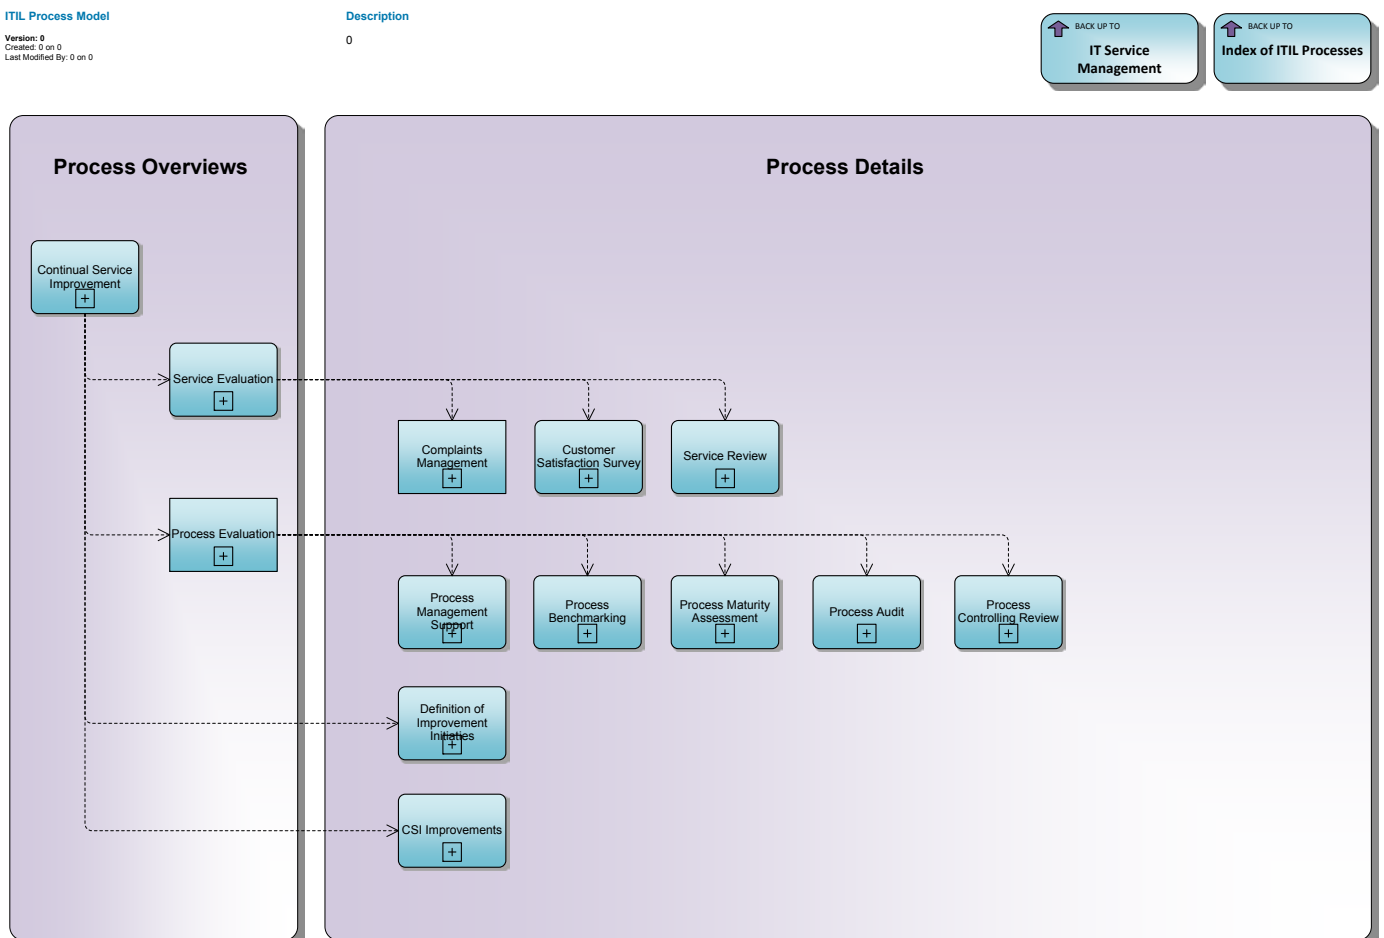 ITIL Process Model
Version: 0
Created: 0 on 0
Last Modified By: 0 on 0
Description
0
BACK UP TO
IT Service
Management
BACK UP TO
Index of ITIL Processes
Process Overviews
Process Details
Continual Service
Improvement
Service Evaluation
Complaints
Management
Customer
Satisfaction Survey
Service Review
Process Evaluation
Process
Management
Support
Process
Benchmarking
Process Maturity
Assessment
Process Audit
Process
Controlling Review
Definition of
Improvement
Initiaties
CSI Improvements